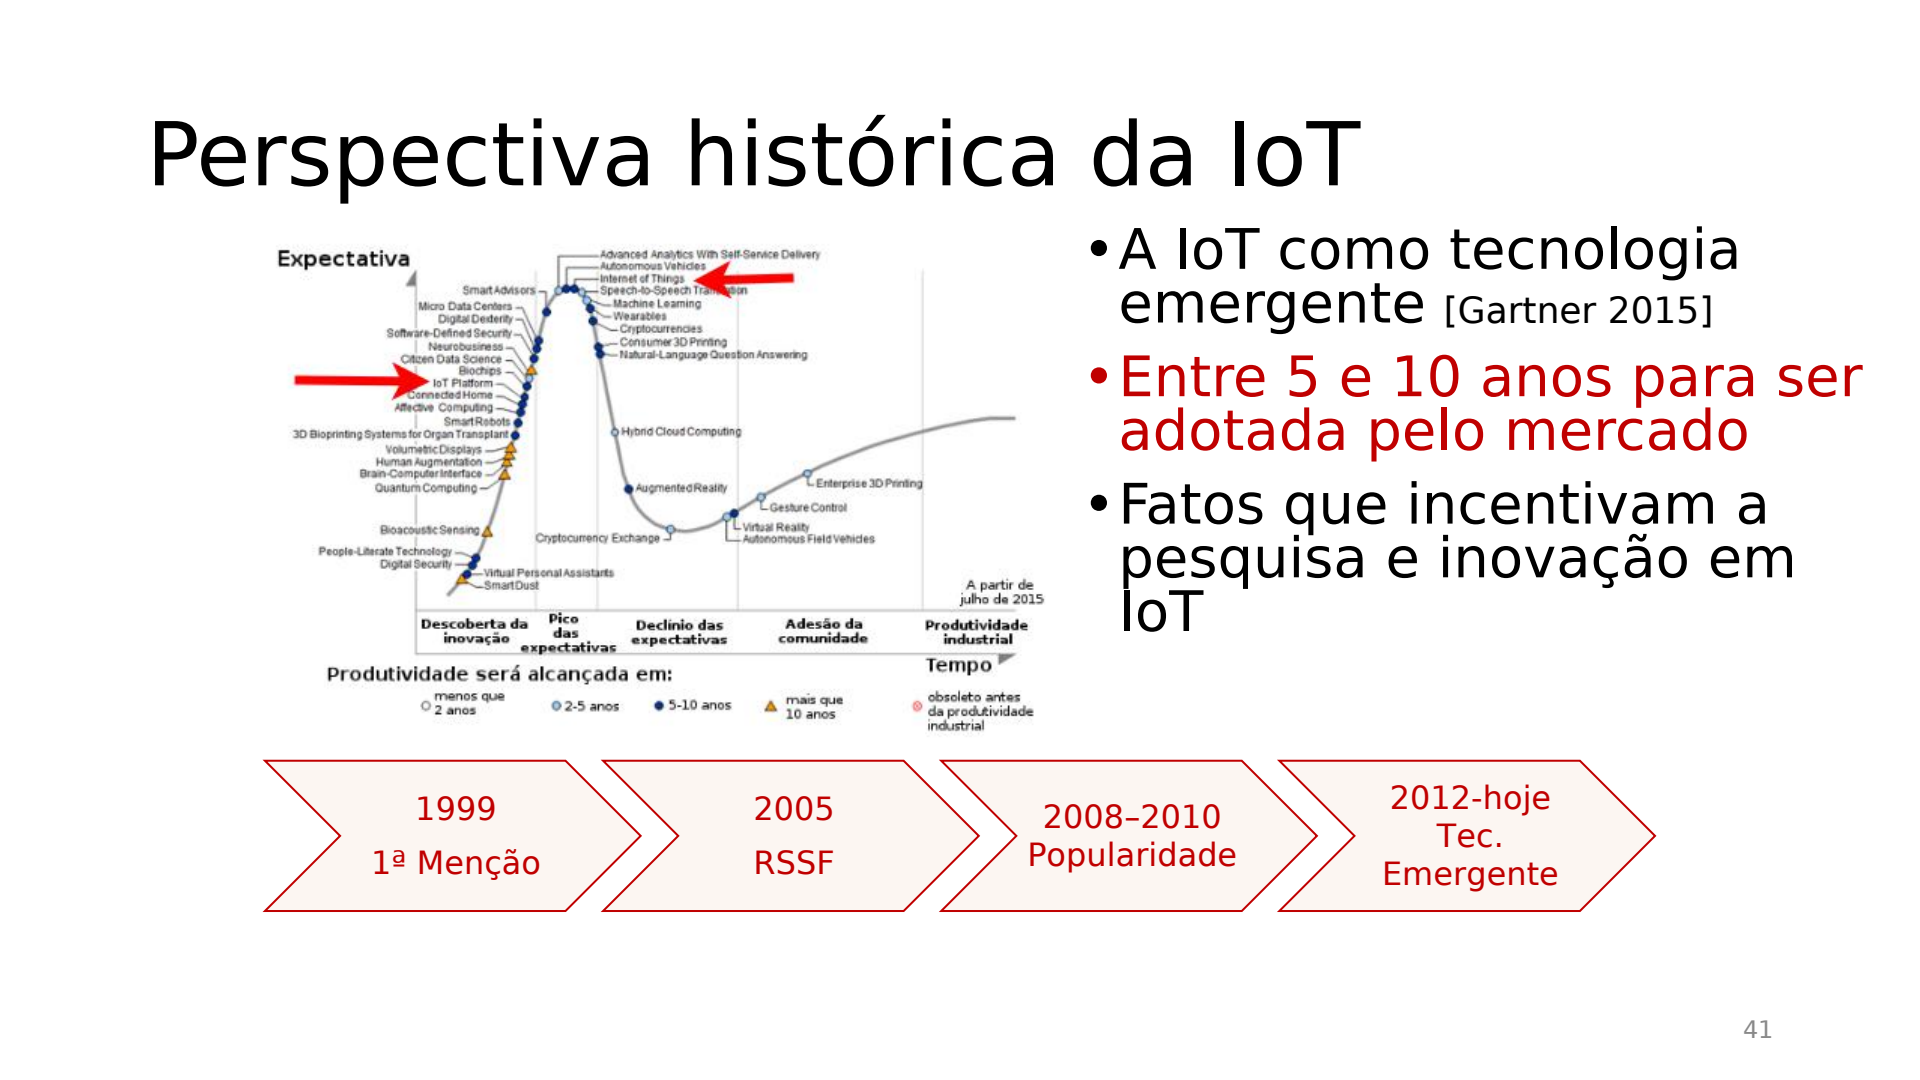 Perspectiva histórica da IoT
Expectativa
Advanced Analytics With Self-Service Delivery
Autonomous Vehicles
Internet of Things
Speech-to-Speech Translation
Machine Learning
Wearables
Cryptocurrencies
Consumer 3D Printing
Natural-Language Question Answering
Smart Advisors
Micro Data Centers
Digital Dexterity
Software-Defined Security
Neurobusiness
Citizen Data Science
Biochips
IoT Platform
Connected Home
Affective Computing
Smart Robots
3D Bioprinting Systems for Organ Transplant
Volumetric Displays
Human Augmentation
Brain-Computer Interface
Quantum Computing
Bioacoustic Sensing
People-Literate Technology
Digital Security
Virtual Personal Assistants
Smart Dust
Hybrid Cloud Computing
Augmented Reality
Cryptocurrency Exchange
Enterprise 3D Printing
Gesture Control
Virtual Reality
Autonomous Field Vehicles
A partir de
julho de 2015
Descoberta da
inovação
Pico
das
expectativas
Declínio das
expectativas
Adesão da
comunidade
Produtividade
industrial
Tempo
Produtividade será alcançada em:
menos que
2 anos
2-5 anos
5-10 anos
mais que
10 anos
obsoleto antes
da produtividade
industrial
•A IoT como tecnologia
emergente [Gartner 2015]
•Entre 5 e 10 anos para ser
adotada pelo mercado
•Fatos que incentivam a
pesquisa e inovação em
IoT
1999
1ª Menção
2005
RSSF
2008–2010
Popularidade
2012-hoje
Tec.
Emergente
41